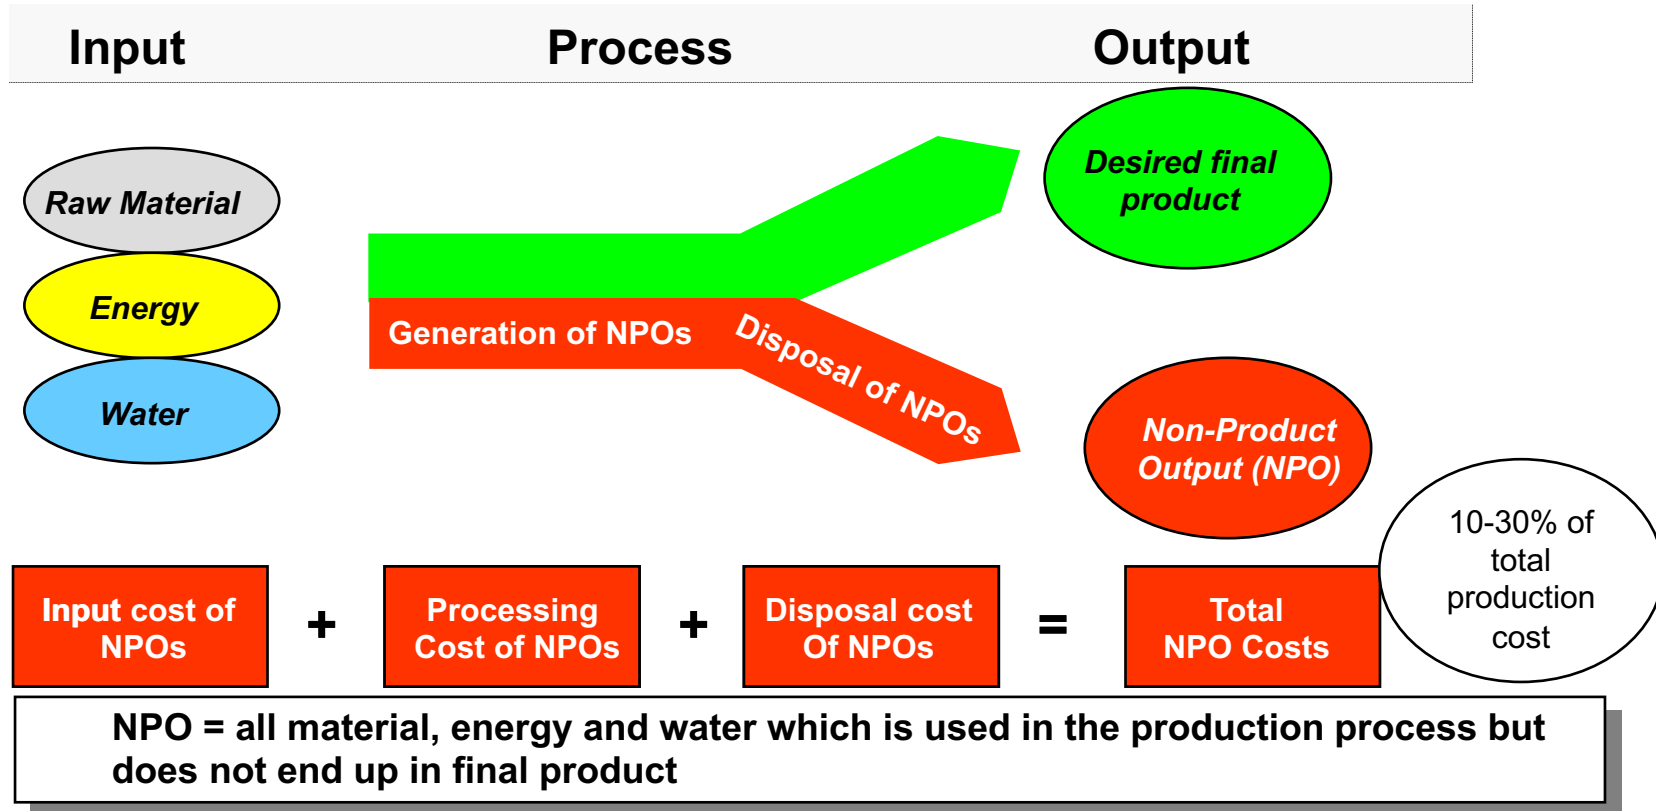 Input Process Output
Raw Material
Energy
Water
Generation of NPOs
Disposal of NPOs
Desired final
product
Non-Product
Output (NPO)
10-30% of
total
production
cost
Input cost of
NPOs
+
Processing
Cost of NPOs
+
Disposal cost
Of NPOs
=
Total
NPO Costs
NPO = all material, energy and water which is used in the production process but
does not end up in final product